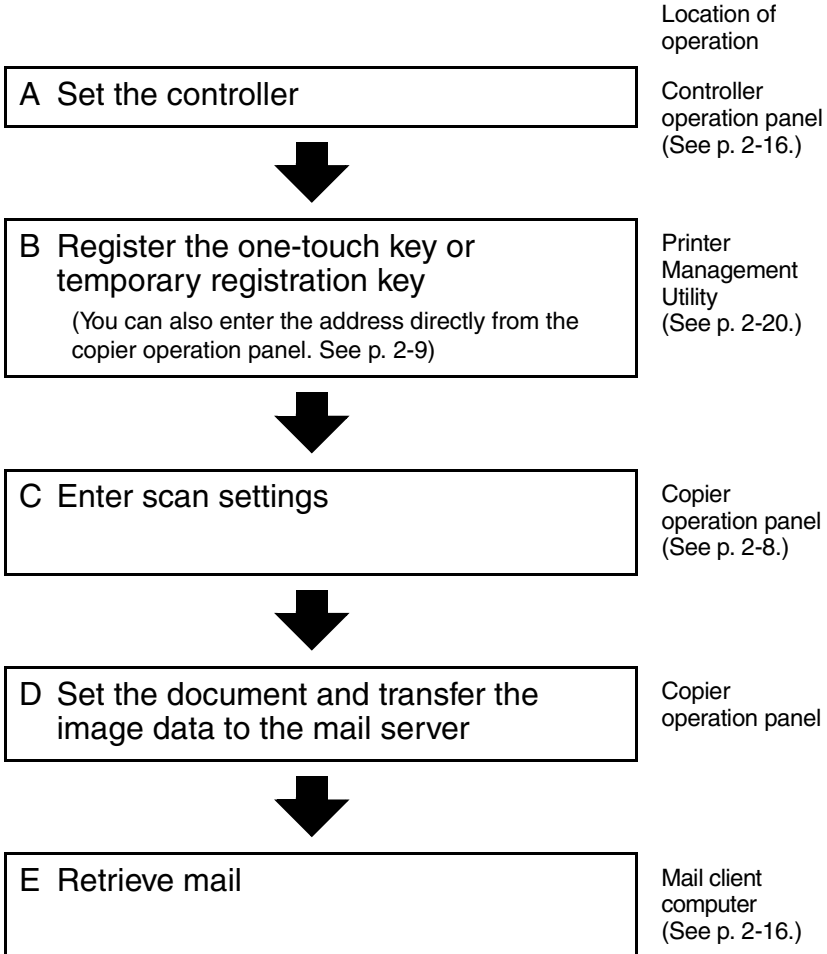 Location of
operation
A Set the controller
Controller
operation panel
(See p. 2-16.)
B Register the one-touch key or
temporary registration key
(You can also enter the address directly from the
copier operation panel. See p. 2-9)
Printer
Management
Utility
(See p. 2-20.)
C Enter scan settings
Copier
operation panel
(See p. 2-8.)
D Set the document and transfer the
image data to the mail server
Copier
operation panel
E Retrieve mail
Mail client
computer
(See p. 2-16.)